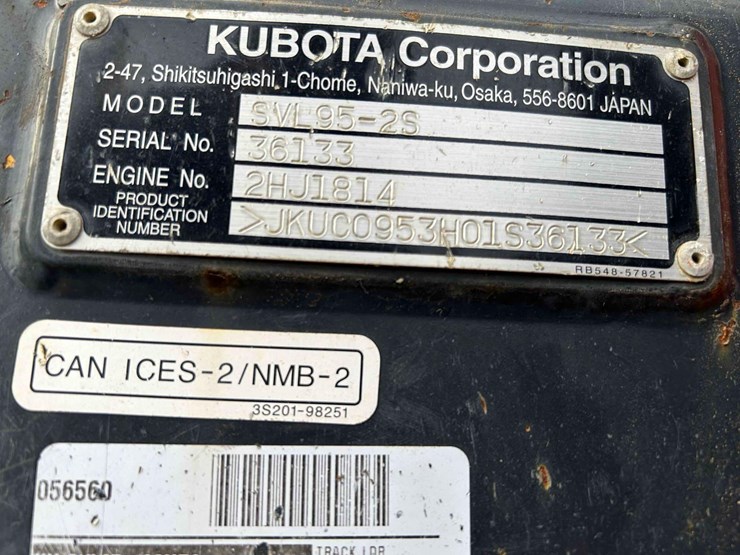 KUBOTA Corporation
2-47, Shikitsuhigashi 1-Chome, Naniwa-ku, Osaka, 556-8601 JAPAN
MODEL SVL95-2S
SERIAL No. 36133
ENGINE No. 2HJ1814
PRODUCT
IDENTIFICATION
NUMBER >JKUC0953H01S36133<
RB548-57821
CAN ICES-2/NMB-2
3S201-98251
056560
TRACK LDR